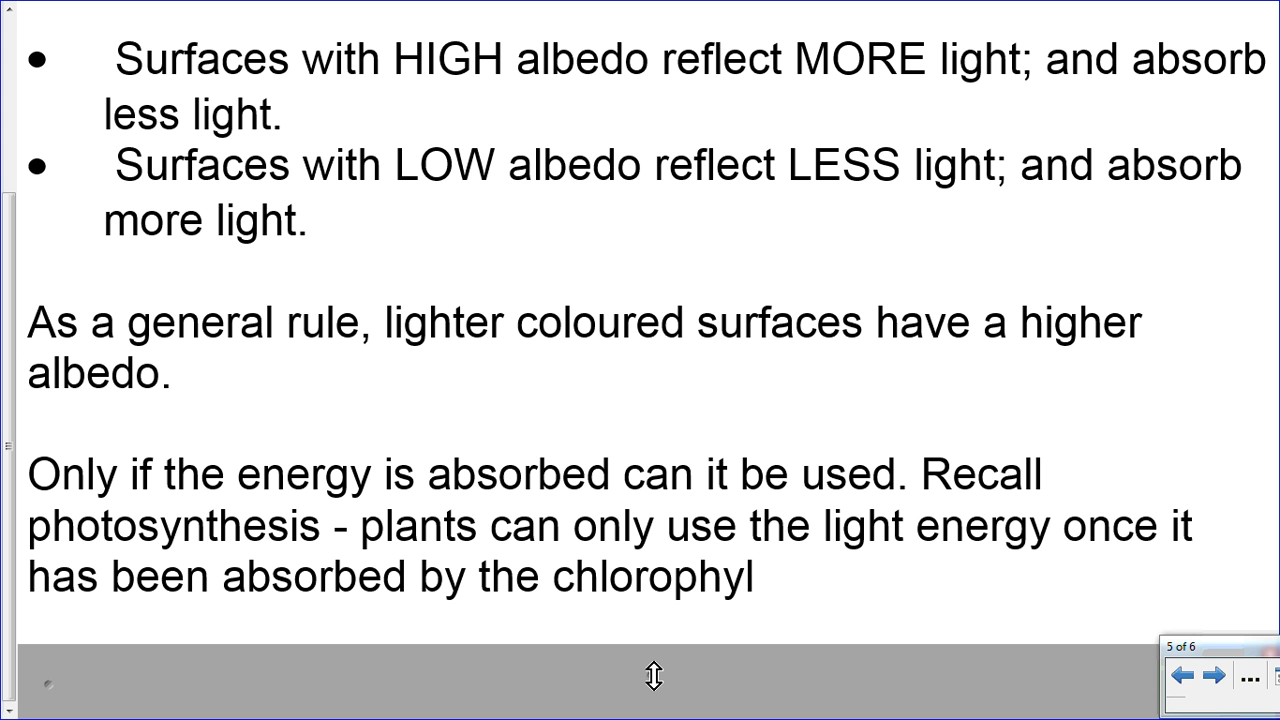 • Surfaces with HIGH albedo reflect MORE light; and absorb
less light.
• Surfaces with LOW albedo reflect LESS light; and absorb
more light.
As a general rule, lighter coloured surfaces have a higher
albedo.
Only if the energy is absorbed can it be used. Recall
photosynthesis - plants can only use the light energy once it
has been absorbed by the chlorophyl
5 of 6
...